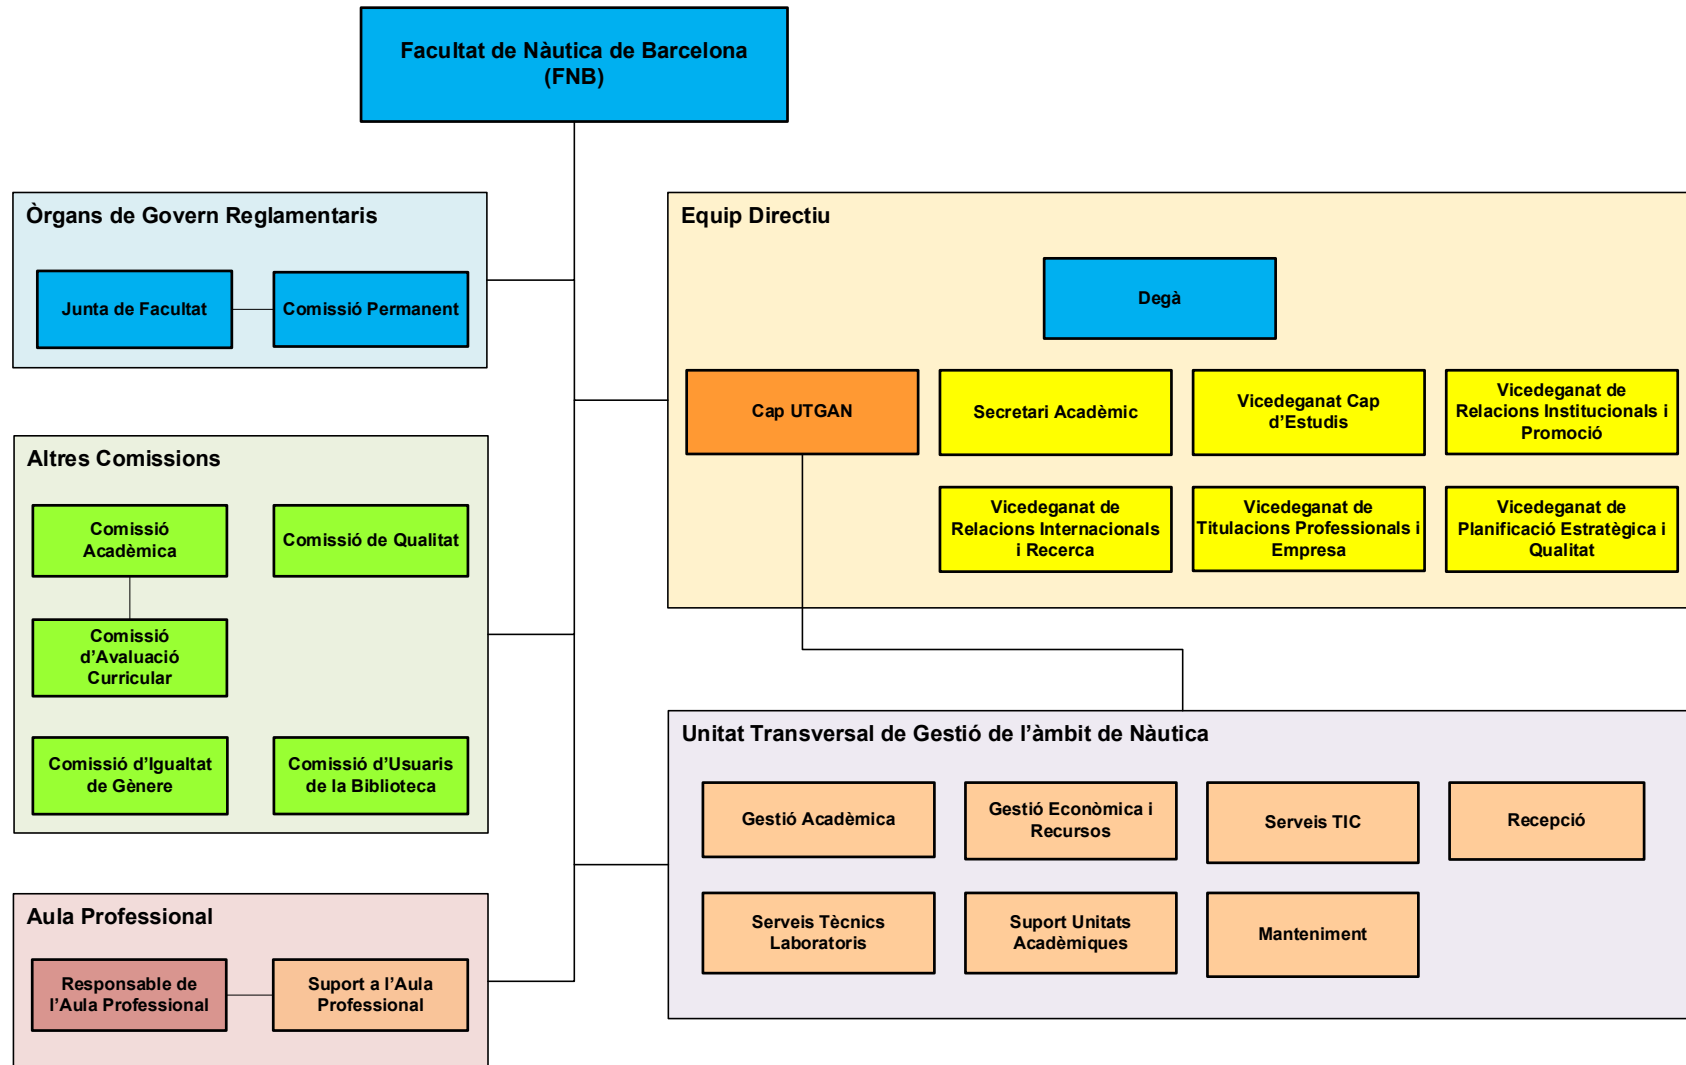 Facultat de Nàutica de Barcelona
(FNB)
Òrgans de Govern Reglamentaris
Junta de Facultat
Comissió Permanent
Equip Directiu
Degà
Cap UTGAN
Secretari Acadèmic
Vicedeganat Cap
d’Estudis
Vicedeganat de
Relacions Institucionals i
Promoció
Vicedeganat de
Relacions Internacionals
i Recerca
Vicedeganat de
Titulacions Professionals i
Empresa
Vicedeganat de
Planificació Estratègica i
Qualitat
Altres Comissions
Comissió
Acadèmica
Comissió de Qualitat
Comissió
d’Avaluació
Curricular
Comissió d’Igualtat
de Gènere
Comissió d’Usuaris
de la Biblioteca
Unitat Transversal de Gestió de l’àmbit de Nàutica
Gestió Acadèmica
Gestió Econòmica i
Recursos
Serveis TIC
Recepció
Serveis Tècnics
Laboratoris
Suport Unitats
Acadèmiques
Manteniment
Aula Professional
Responsable de
l’Aula Professional
Suport a l’Aula
Professional